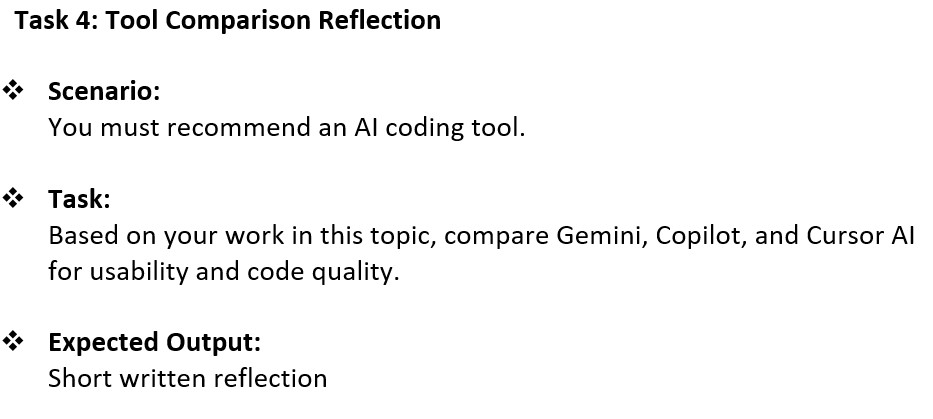 Task 4: Tool Comparison Reflection
❖ Scenario:
You must recommend an AI coding tool.
❖ Task:
Based on your work in this topic, compare Gemini, Copilot, and Cursor AI
for usability and code quality.
❖ Expected Output:
Short written reflection